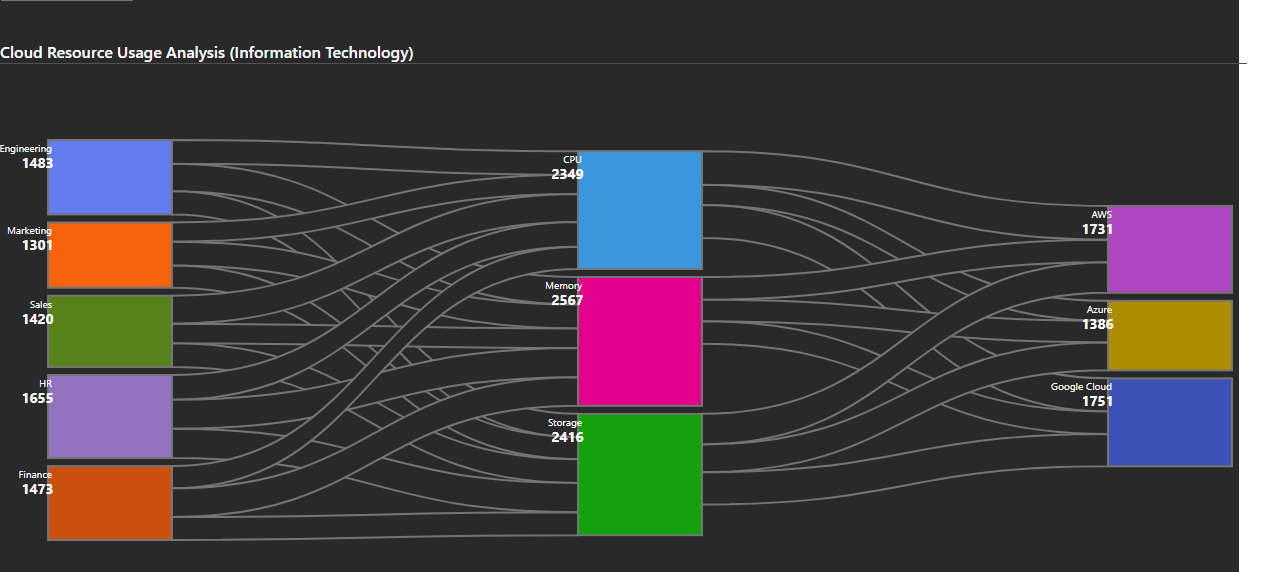 Cloud Resource Usage Analysis (Information Technology)
Engineering
1483
Marketing
1301
Sales
1420
HR
1655
Finance
1473
CPU
2349
Memory
2567
Storage
2416
AWS
1731
Azure
1386
Google Cloud
1751